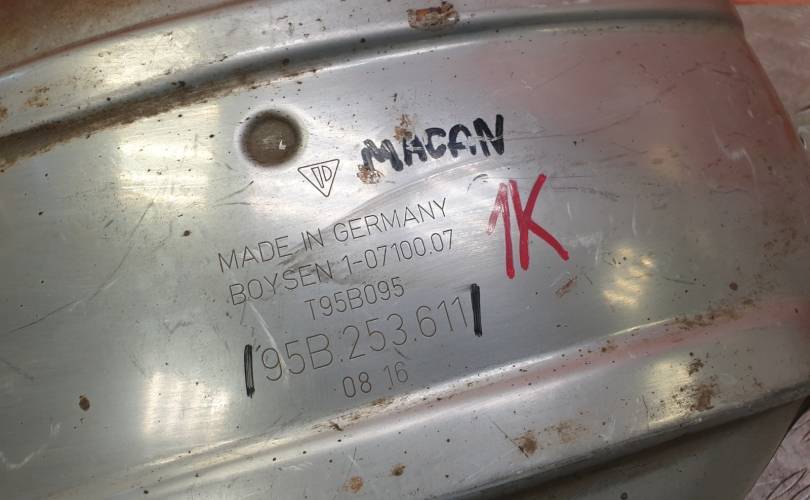 MACAN
1K
MADE IN GERMANY
BOYSEN 1-07100.07
T95B095
95B.253.611
08 16